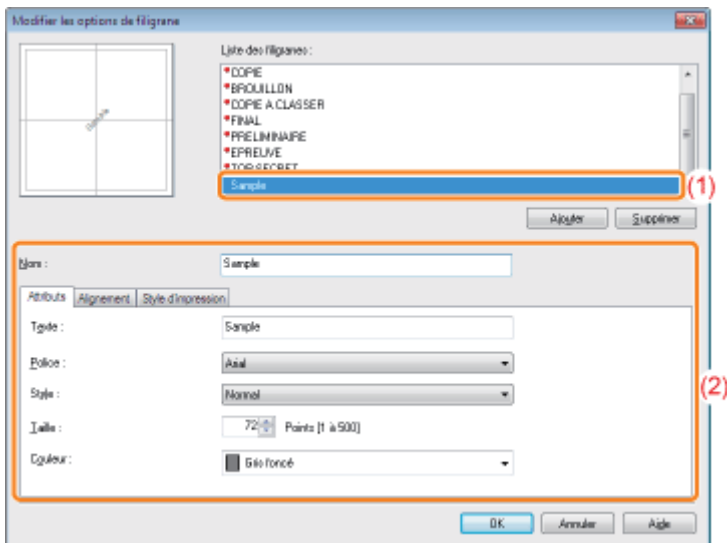 Modifier les options de filigrane
Liste des filigranes :
*COPIE
*BROUILLON
*COPIE A CLASSER
*FINAL
*PRELIMINAIRE
*EPREUVE
*TOP SECRET
Sample
(1)
Sample
Ajouter Supprimer
Nom : Sample
Attributs Alignement Style d'impression
Texte : Sample
Police : Arial
Style : Normal
(2)
Taille : 72 Points (1 à 500)
Couleur : Gris foncé
OK Annuler Aide